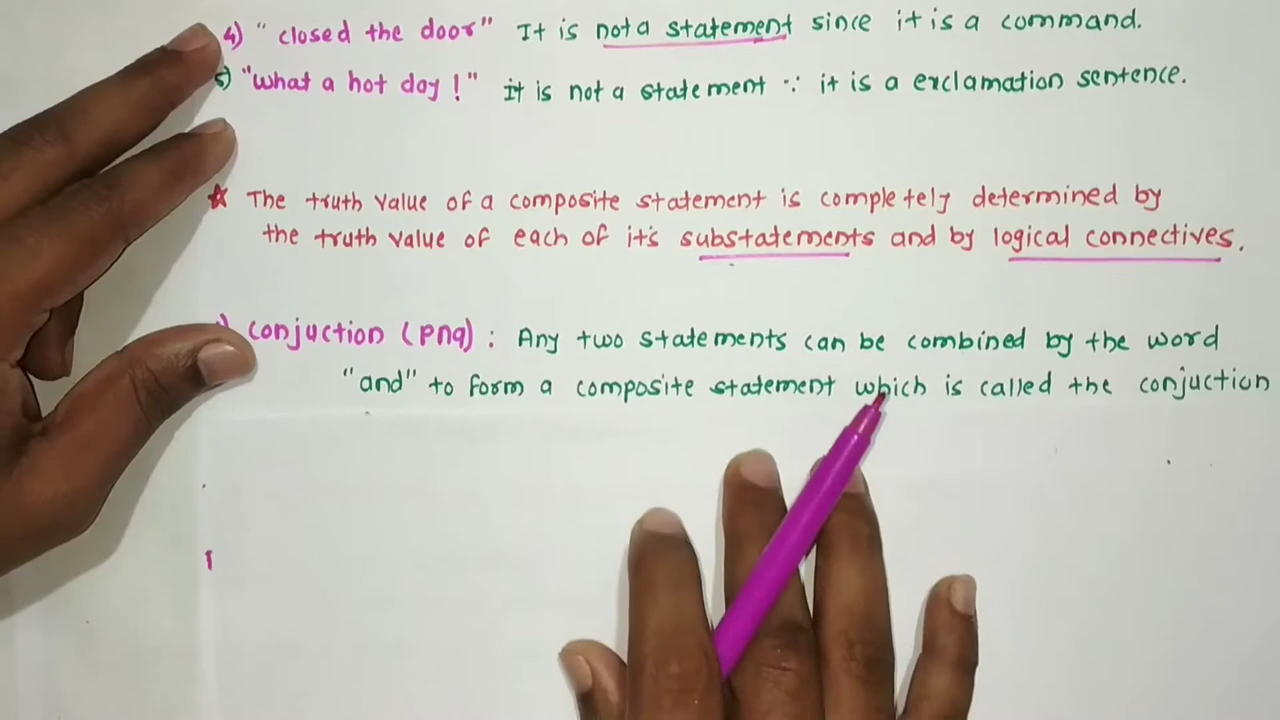 4) "closed the door" It is not a statement since it is a command.
5) "what a hot day!" it is not a statement ∵ it is a exclamation sentence.
☆ The truth value of a composite statement is completely determined by
the truth value of each of it's substatements and by logical connectives.
1) conjuction (p∩q) : Any two statements can be combined by the word
"and" to form a composite statement which is called the conjuction